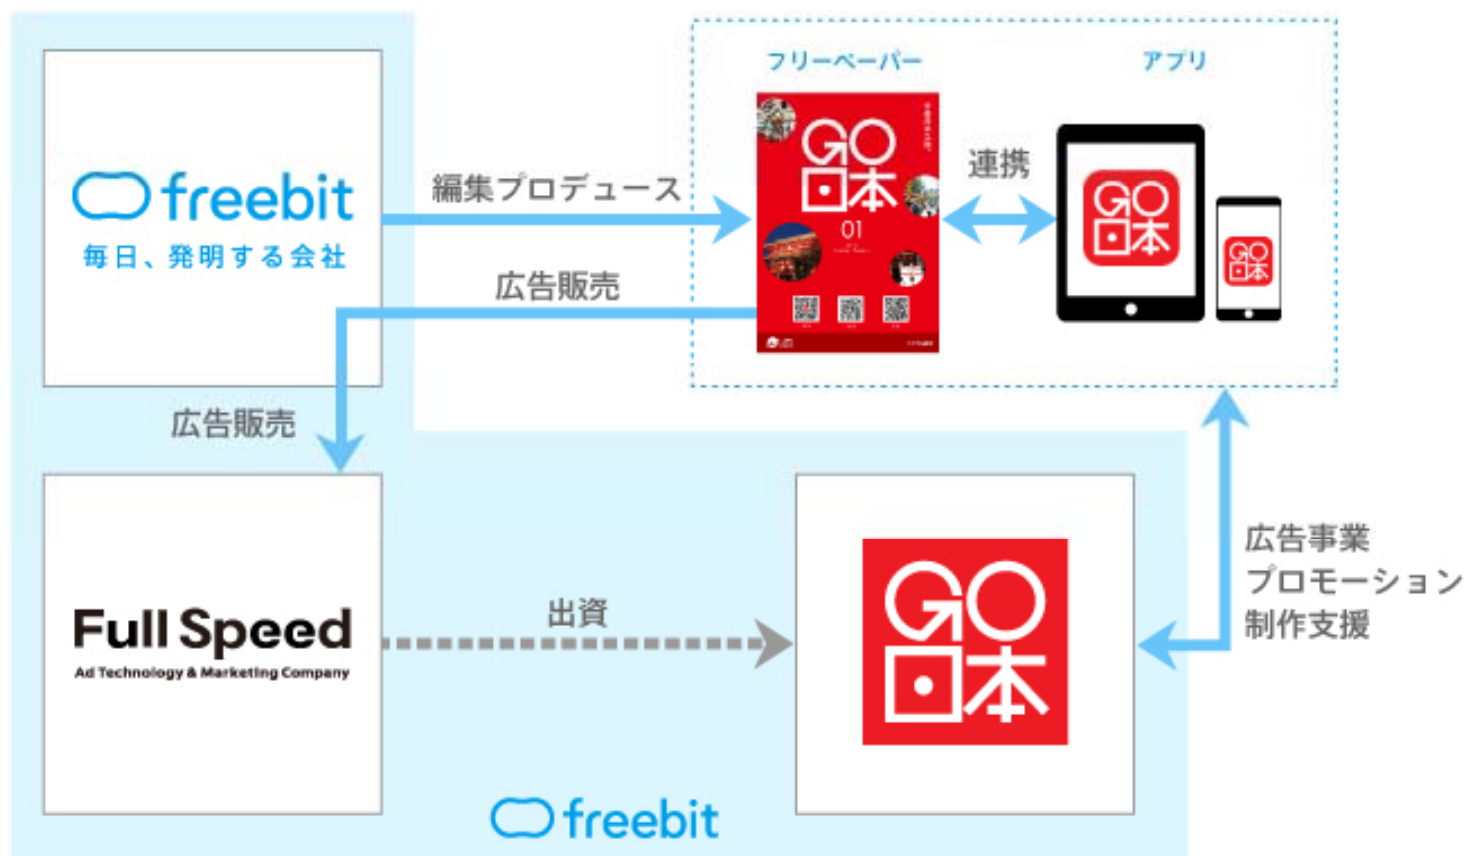 フリーペーパー
アプリ
GO
日本
01
連携
GO
日本
GO
日本
freebit
毎日、発明する会社
編集プロデュース
広告販売
広告販売
Full Speed
Ad Technology & Marketing Company
出資
GO
日本
広告事業
プロモーション
制作支援
freebit